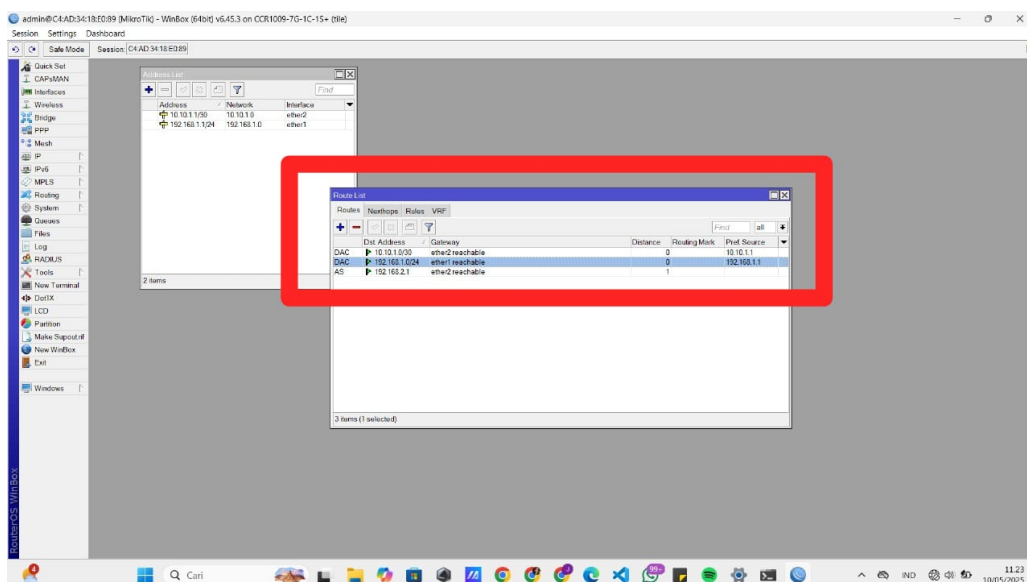 admin@C4:AD:34:18:E0:89 (MikroTik) - WinBox (64bit) v6.45.3 on CCR1009-7G-1C-1S+ (tile)
Session Settings Dashboard
Safe Mode Session: C4:AD:34:18:E0:89
Quick Set
CAPsMAN
Interfaces
Wireless
Bridge
PPP
Mesh
IP
IPv6
MPLS
Routing
System
Queues
Files
Log
RADIUS
Tools
New Terminal
Dot1X
LCD
Partition
Make Supout.rif
New WinBox
Exit
Windows
RouterOS WinBox
Address List
Find
Address Network Interface
10.10.1.1/30 10.10.1.0 ether2
192.168.1.1/24 192.168.1.0 ether1
2 items
Route List
Routes Nexthops Rules VRF
Find all
Dst. Address Gateway Distance Routing Mark Pref. Source
DAC 10.10.1.0/30 ether2 reachable 0 10.10.1.1
DAC 192.168.1.0/24 ether1 reachable 0 192.168.1.1
AS 192.168.2.1 ether2 reachable 1
3 items (1 selected)
Cari
99+
IND
11.23